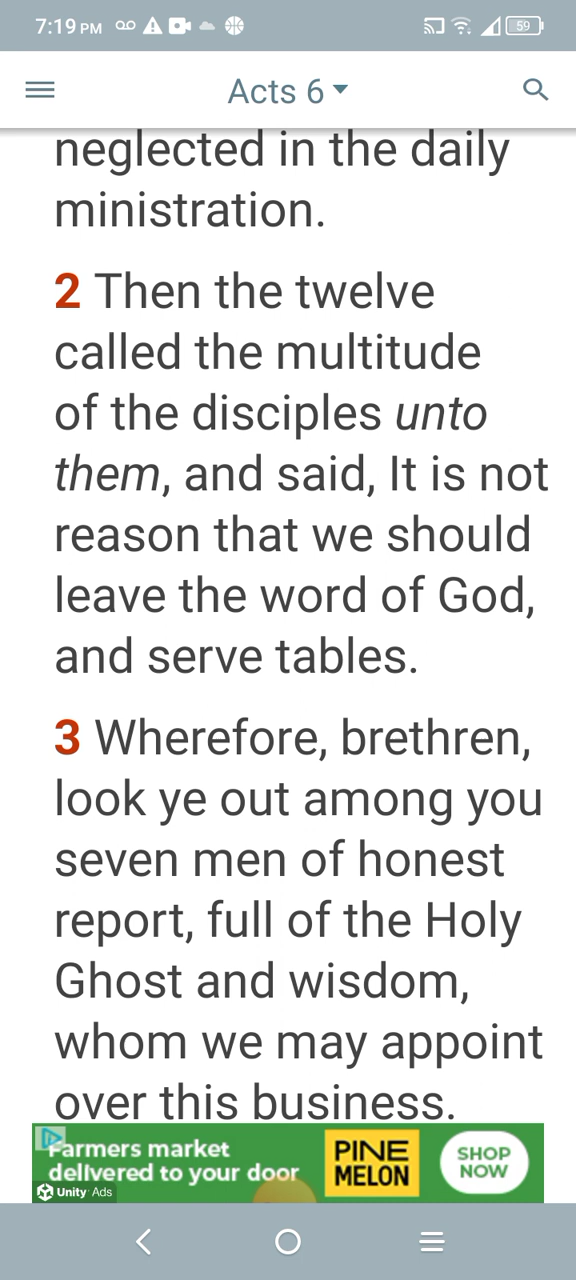 7:19 PM
59
Acts 6
neglected in the daily
ministration.
2 Then the twelve
called the multitude
of the disciples unto
them, and said, It is not
reason that we should
leave the word of God,
and serve tables.
3 Wherefore, brethren,
look ye out among you
seven men of honest
report, full of the Holy
Ghost and wisdom,
whom we may appoint
over this business.
Farmers market
delivered to your door
PINE
MELON
SHOP
NOW
Unity Ads